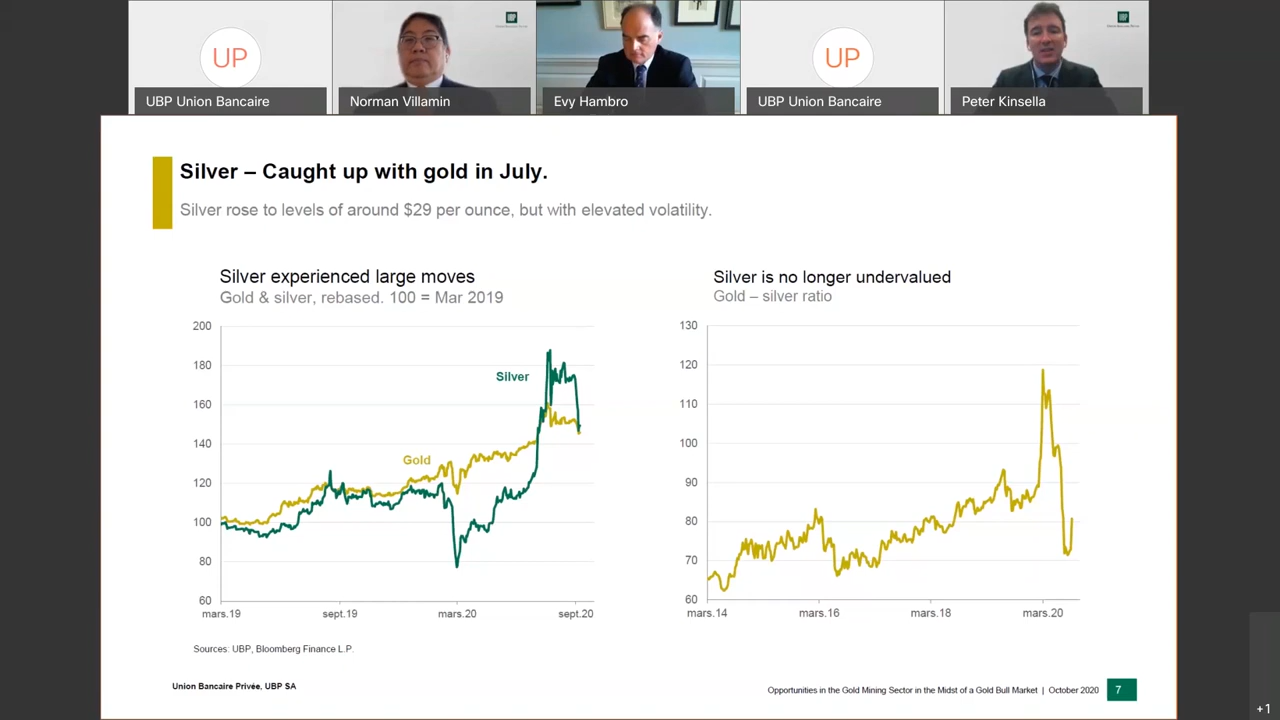 UP
UP
UBP Union Bancaire
Norman Villamin
Evy Hambro
UBP Union Bancaire
Peter Kinsella
Silver – Caught up with gold in July.
Silver rose to levels of around $29 per ounce, but with elevated volatility.
Silver experienced large moves
Gold & silver, rebased. 100 = Mar 2019
200
180
160
140
120
100
80
60
Silver
Gold
mars.19
sept.19
mars.20
sept.20
Silver is no longer undervalued
Gold – silver ratio
130
120
110
100
90
80
70
60
mars.14
mars.16
mars.18
mars.20
Sources: UBP, Bloomberg Finance L.P.
Union Bancaire Privée, UBP SA
Opportunities in the Gold Mining Sector in the Midst of a Gold Bull Market | October 2020
7
+1